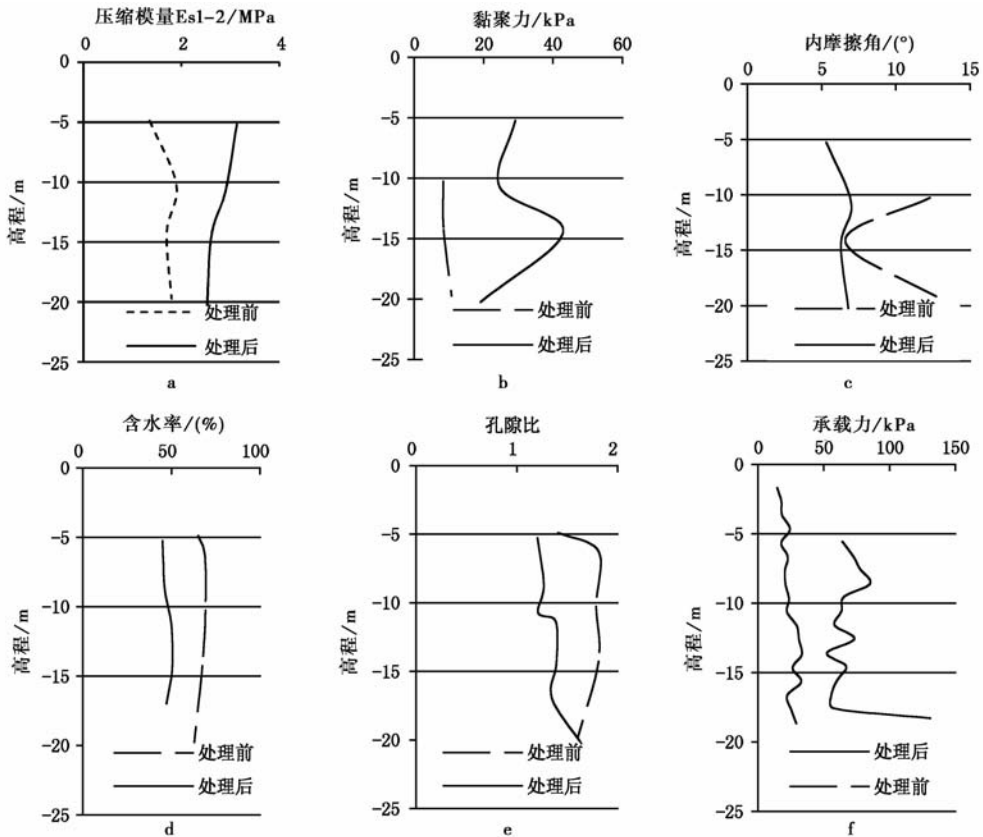 压缩模量Es1-2/MPa
0 2 4
0
-5
-10
-15
-20
-25
高程/m
处理前
处理后
a
黏聚力/kPa
0 20 40 60
0
-5
-10
-15
-20
-25
高程/m
处理前
处理后
b
内摩擦角/(°)
0 5 10 15
0
-5
-10
-15
-20
-25
高程/m
处理前
处理后
c
含水率/(%)
0 50 100
0
-5
-10
-15
-20
-25
高程/m
处理前
处理后
d
孔隙比
0 1 2
0
-5
-10
-15
-20
-25
高程/m
处理前
处理后
e
承载力/kPa
0 50 100 150
0
-5
-10
-15
-20
-25
高程/m
处理后
处理前
f